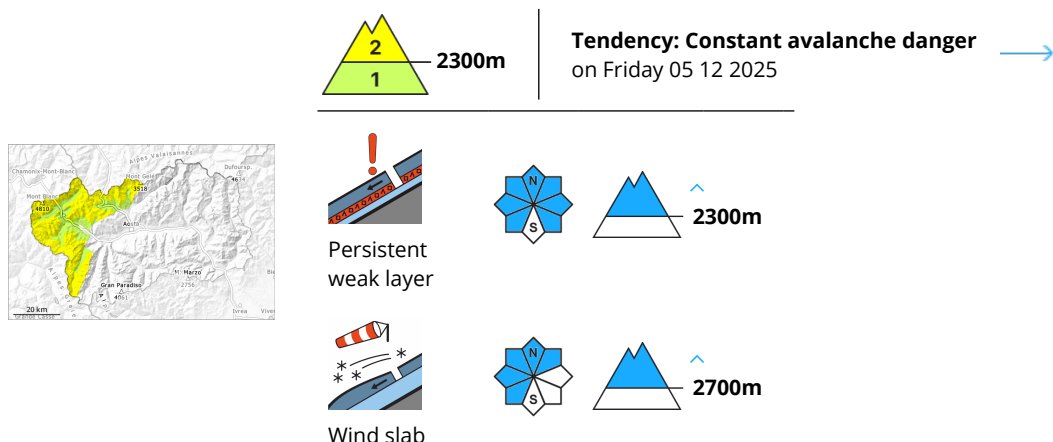 2
1
2300m
Tendency: Constant avalanche danger
on Friday 05 12 2025
Alpes Valaisannes
Chamonix-Mont-Blanc
Mont Gelé
3518
Dufoursp.
Mont Blanc
4810
Aosta
M. Marzo
2756
Gran Paradiso
4061
Ivrea
20 km
Grande Casse
N
S
2300m
Persistent
weak layer
N
S
2700m
Wind slab